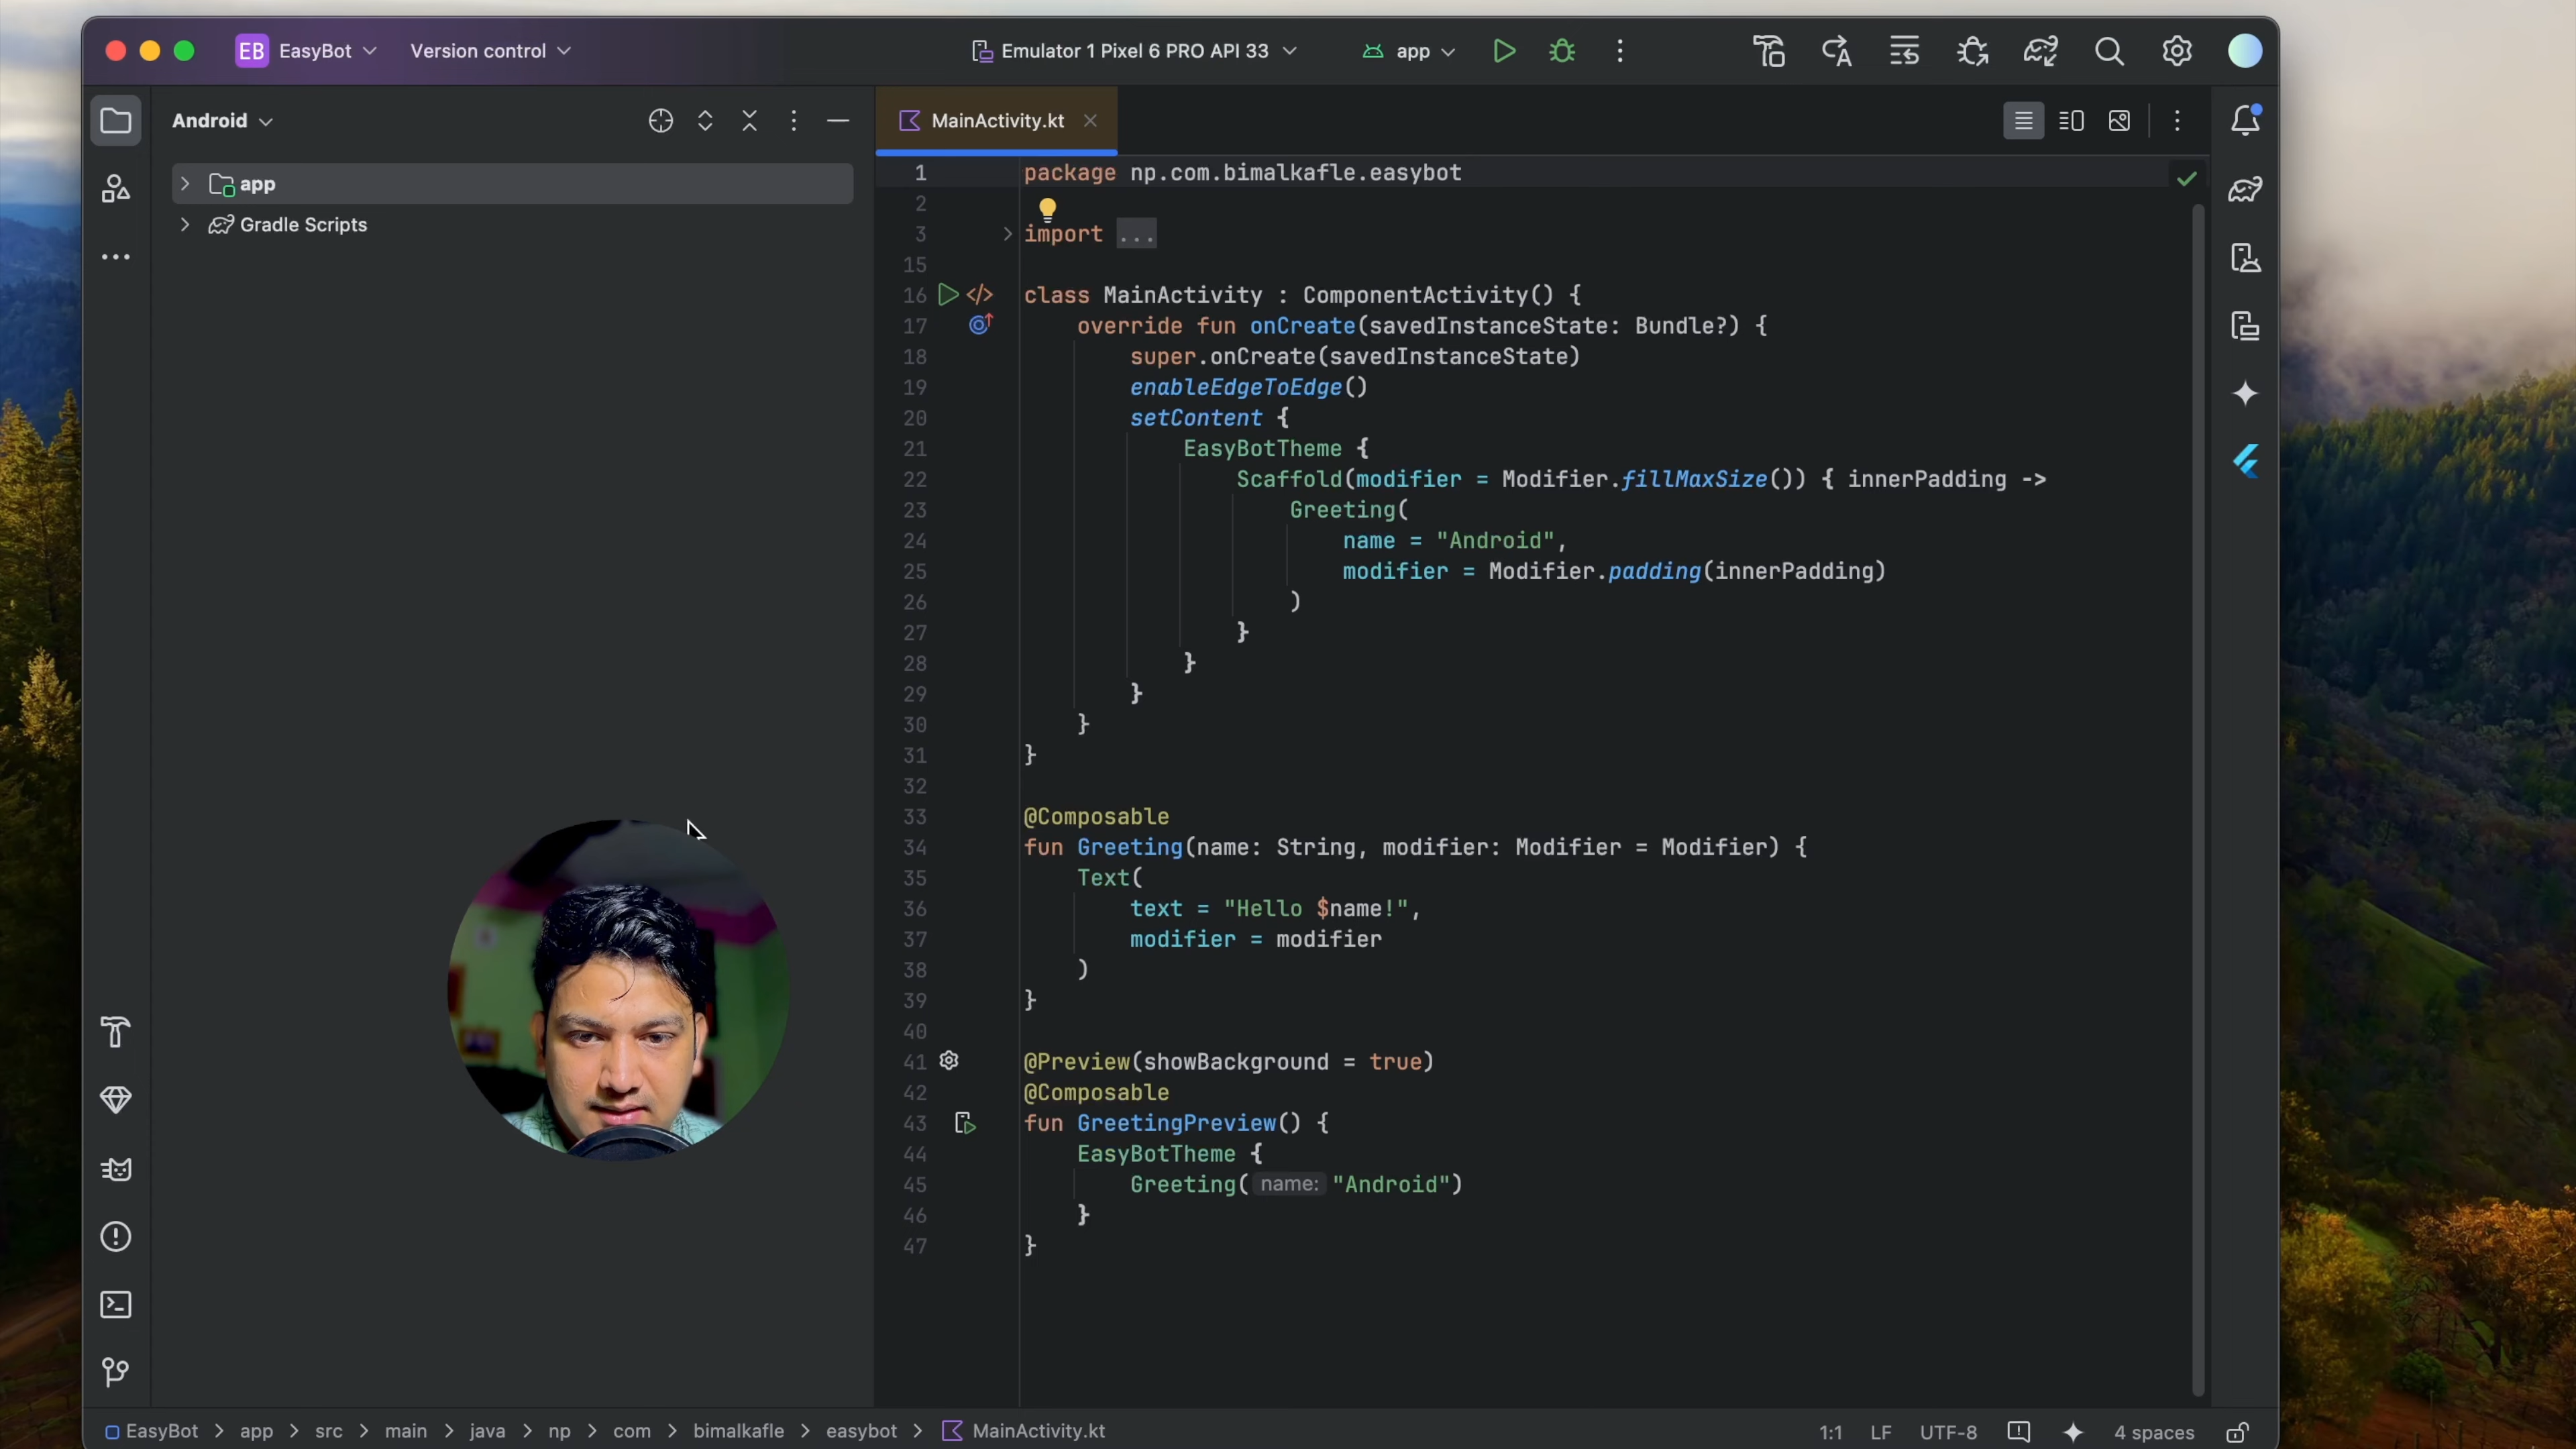 EB EasyBot Version control Emulator 1 Pixel 6 PRO API 33 app
Android
app
Gradle Scripts
MainActivity.kt
1 package np.com.bimalkafle.easybot
2
3 import ...
15
16 class MainActivity : ComponentActivity() {
17 override fun onCreate(savedInstanceState: Bundle?) {
18 super.onCreate(savedInstanceState)
19 enableEdgeToEdge()
20 setContent {
21 EasyBotTheme {
22 Scaffold(modifier = Modifier.fillMaxSize()) { innerPadding ->
23 Greeting(
24 name = "Android",
25 modifier = Modifier.padding(innerPadding)
26 )
27 }
28 }
29 }
30 }
31 }
32
33 @Composable
34 fun Greeting(name: String, modifier: Modifier = Modifier) {
35 Text(
36 text = "Hello $name!",
37 modifier = modifier
38 )
39 }
40
41 @Preview(showBackground = true)
42 @Composable
43 fun GreetingPreview() {
44 EasyBotTheme {
45 Greeting( name: "Android")
46 }
47 }
EasyBot > app > src > main > java > np > com > bimalkafle > easybot > MainActivity.kt 1:1 LF UTF-8 4 spaces